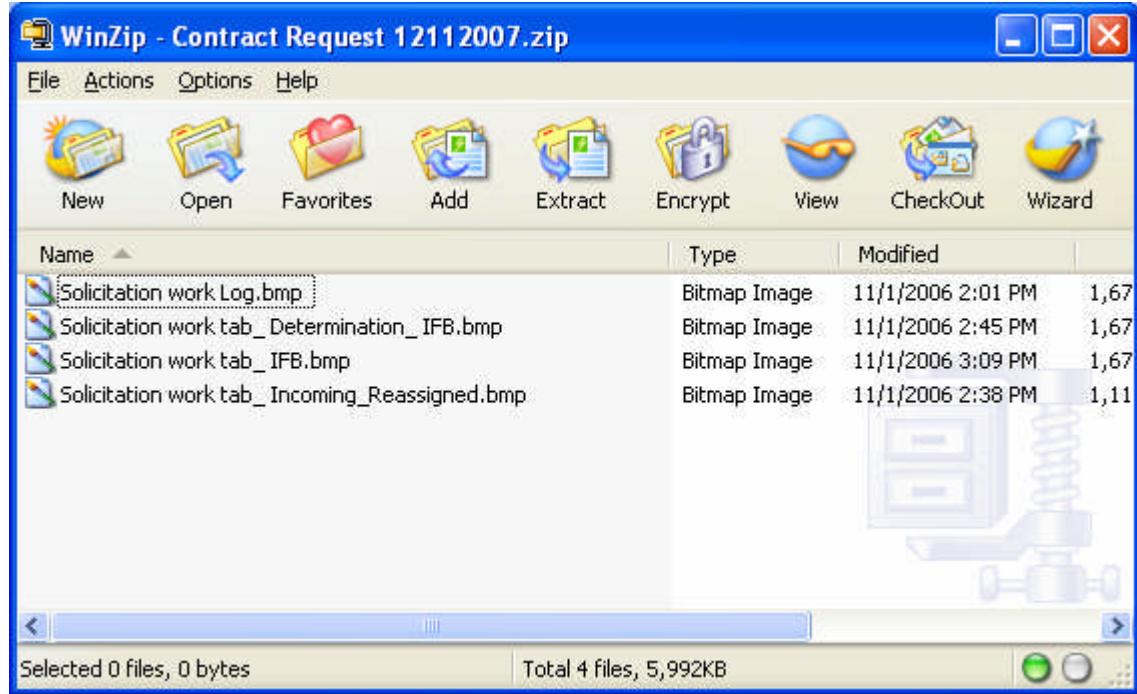 WinZip - Contract Request 12112007.zip
File Actions Options Help
New Open Favorites Add Extract Encrypt View CheckOut Wizard
Name Type Modified
Solicitation work Log.bmp Bitmap Image 11/1/2006 2:01 PM 1,67
Solicitation work tab_ Determination_ IFB.bmp Bitmap Image 11/1/2006 2:45 PM 1,67
Solicitation work tab_ IFB.bmp Bitmap Image 11/1/2006 3:09 PM 1,67
Solicitation work tab_ Incoming_Reassigned.bmp Bitmap Image 11/1/2006 2:38 PM 1,11
Selected 0 files, 0 bytes Total 4 files, 5,992KB